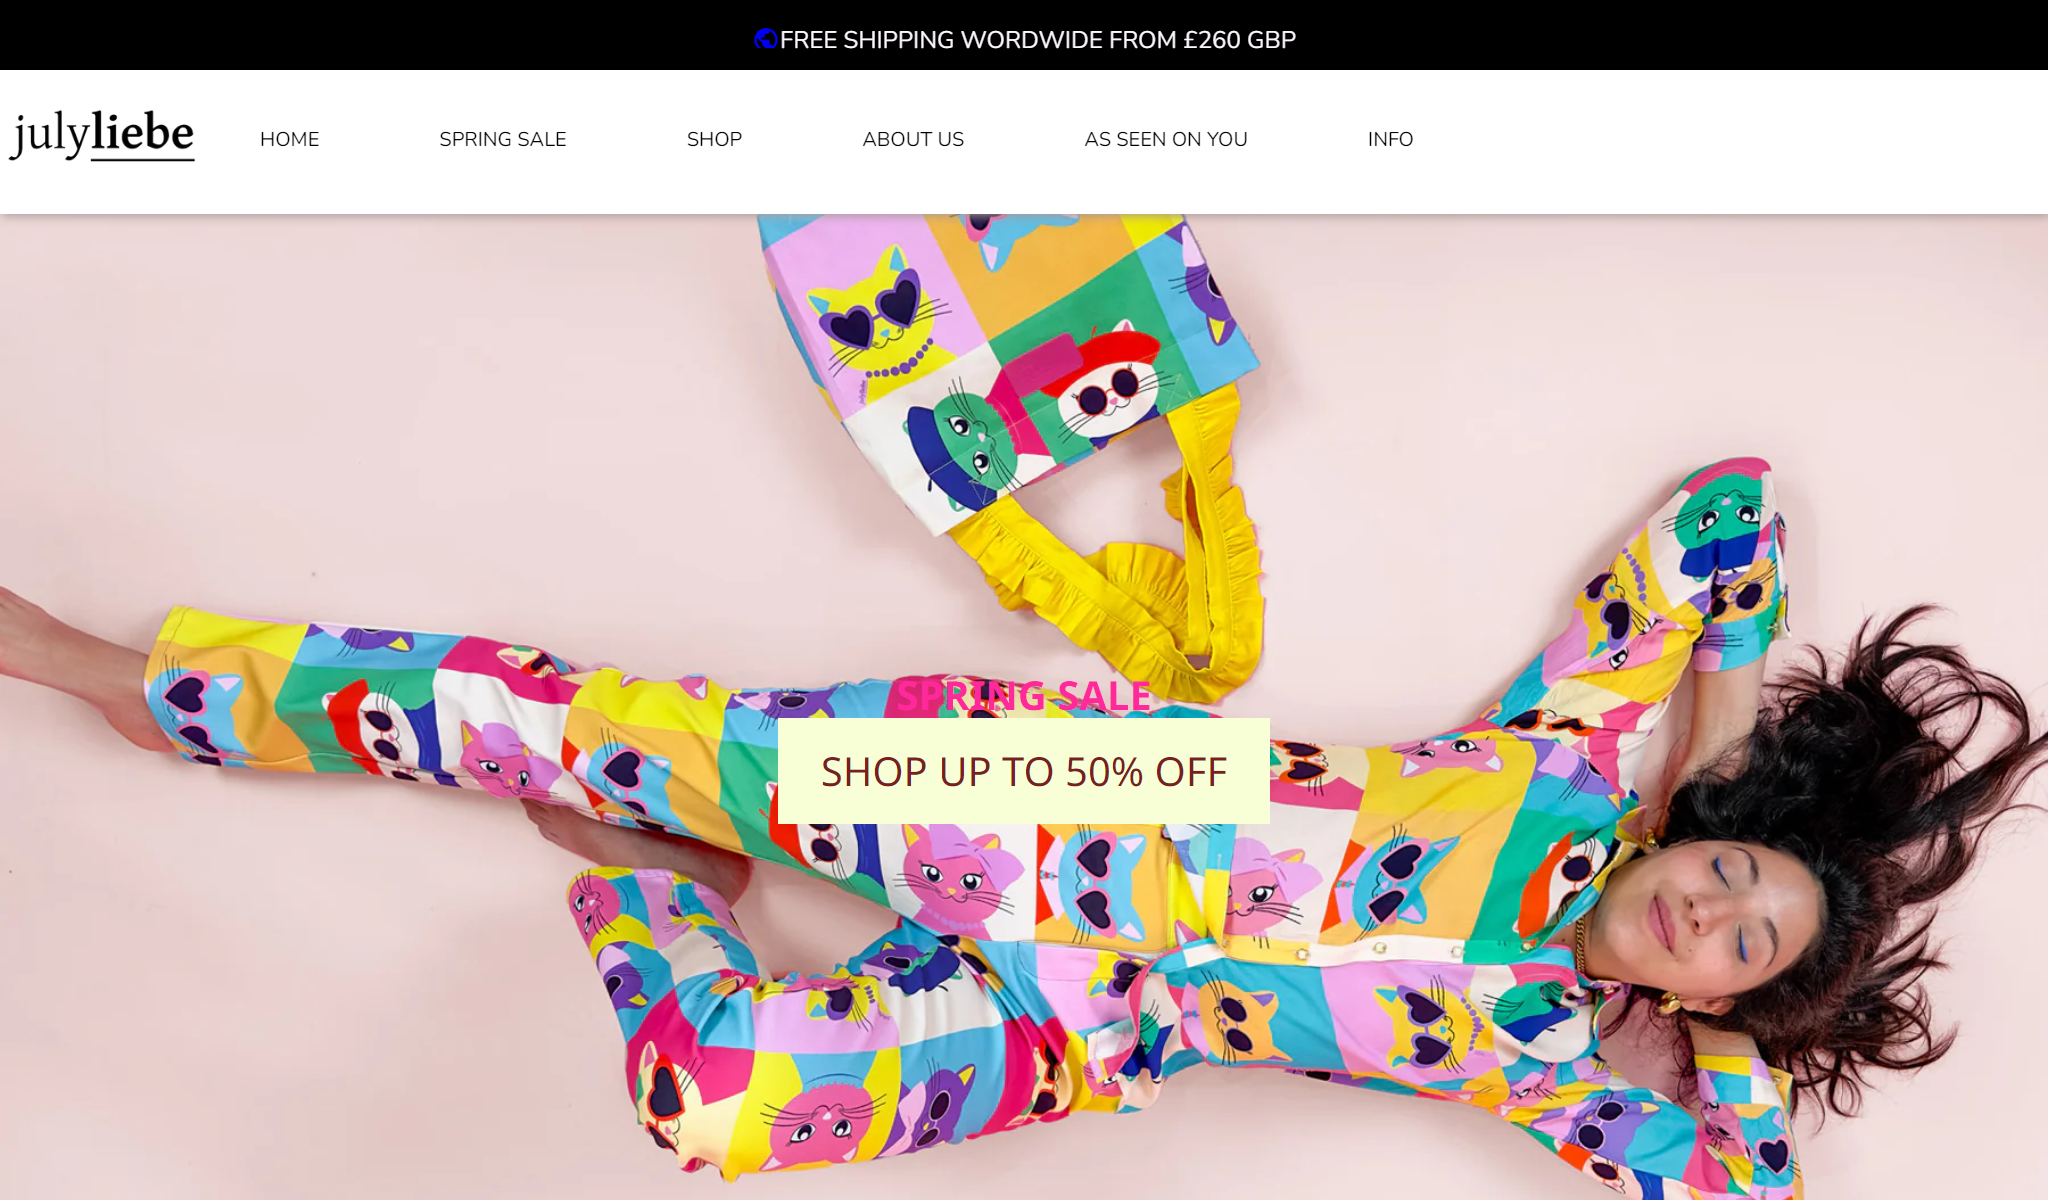 FREE SHIPPING WORDWIDE FROM £260 GBP
julyliebe
HOME
SPRING SALE
SHOP
ABOUT US
AS SEEN ON YOU
INFO
SPRING SALE
SHOP UP TO 50% OFF